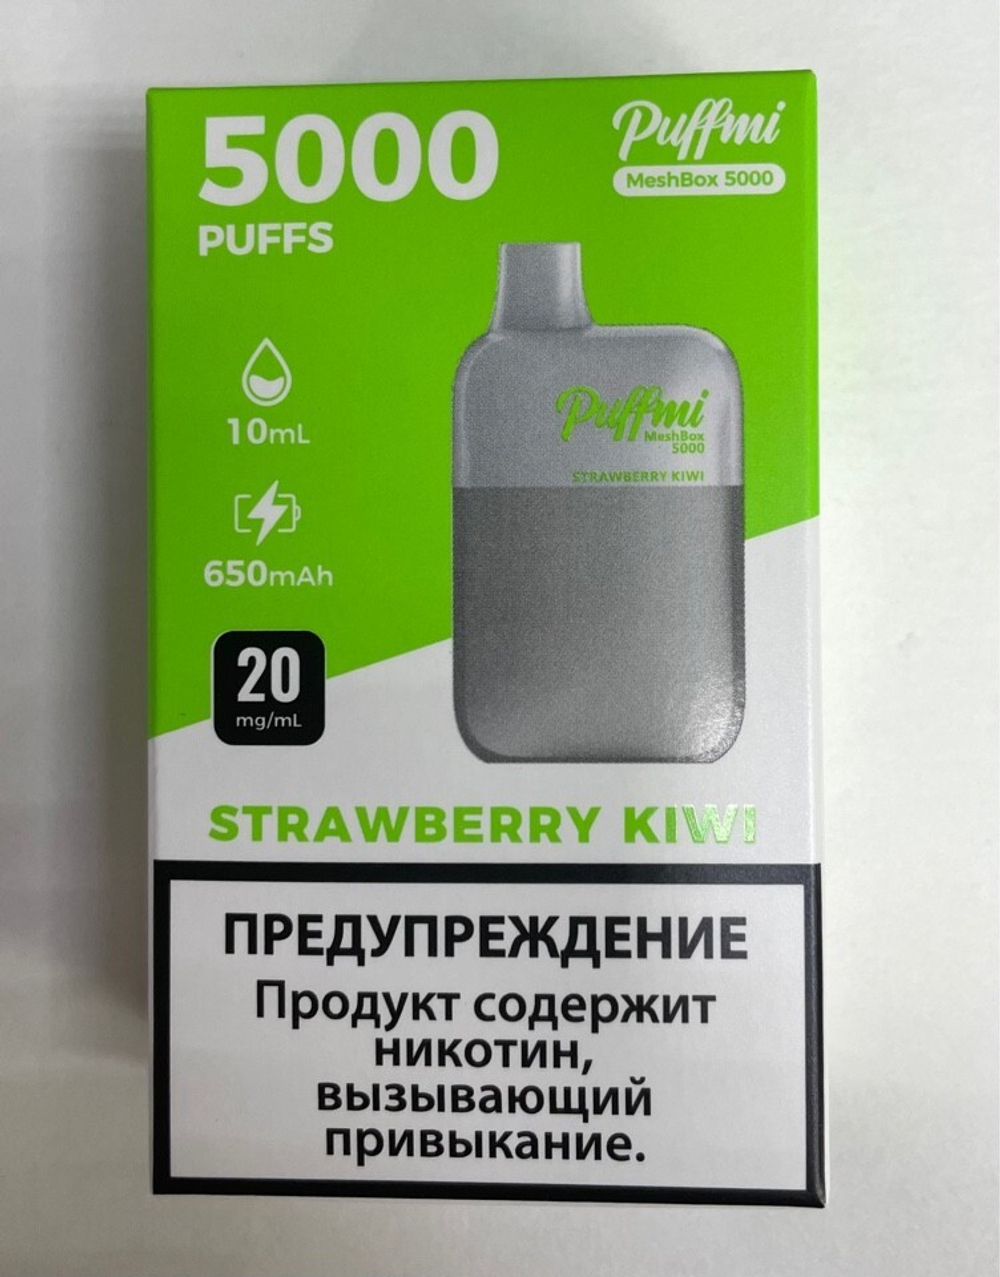 5000
PUFFS
Puffmi
MeshBox 5000
10mL
650mAh
20
mg/mL
Puffmi
MeshBox
5000
STRAWBERRY KIWI
STRAWBERRY KIWI
ПРЕДУПРЕЖДЕНИЕ
Продукт содержит
никотин,
вызывающий
привыкание.